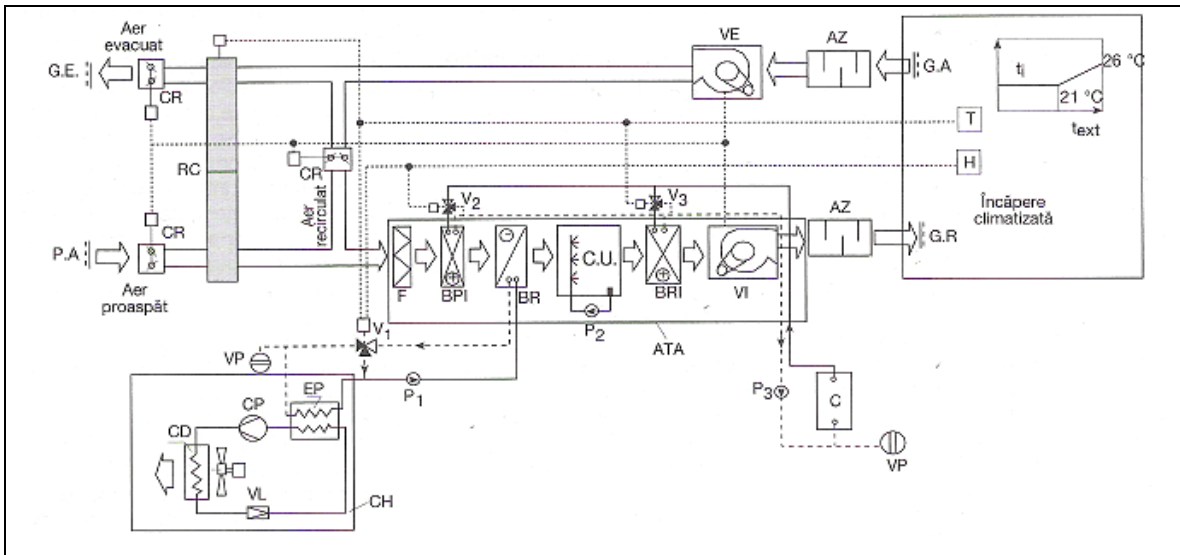 Aer
evacuat
G.E.
CR
VE
AZ
G.A
ti
26 °C
21 °C
text
T
H
RC
CR
Aer
recirculat
CR
V2
V3
Încăpere
climatizată
AZ
G.R
P.A
Aer
proaspăt
F
BPI
BR
C.U.
BRI
VI
P2
ATA
V1
VP
P1
P3
C
VP
EP
CP
CD
VL
CH